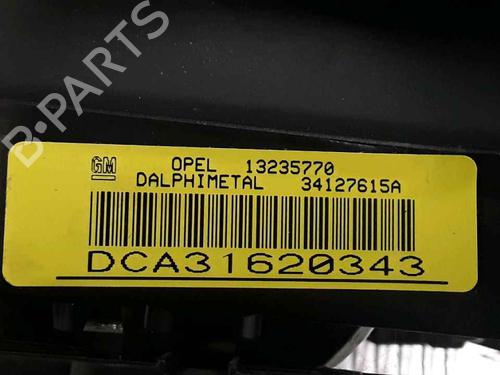 B-PARTS
GM OPEL 13235770
DALPHIMETAL 34127615A
DCA31620343